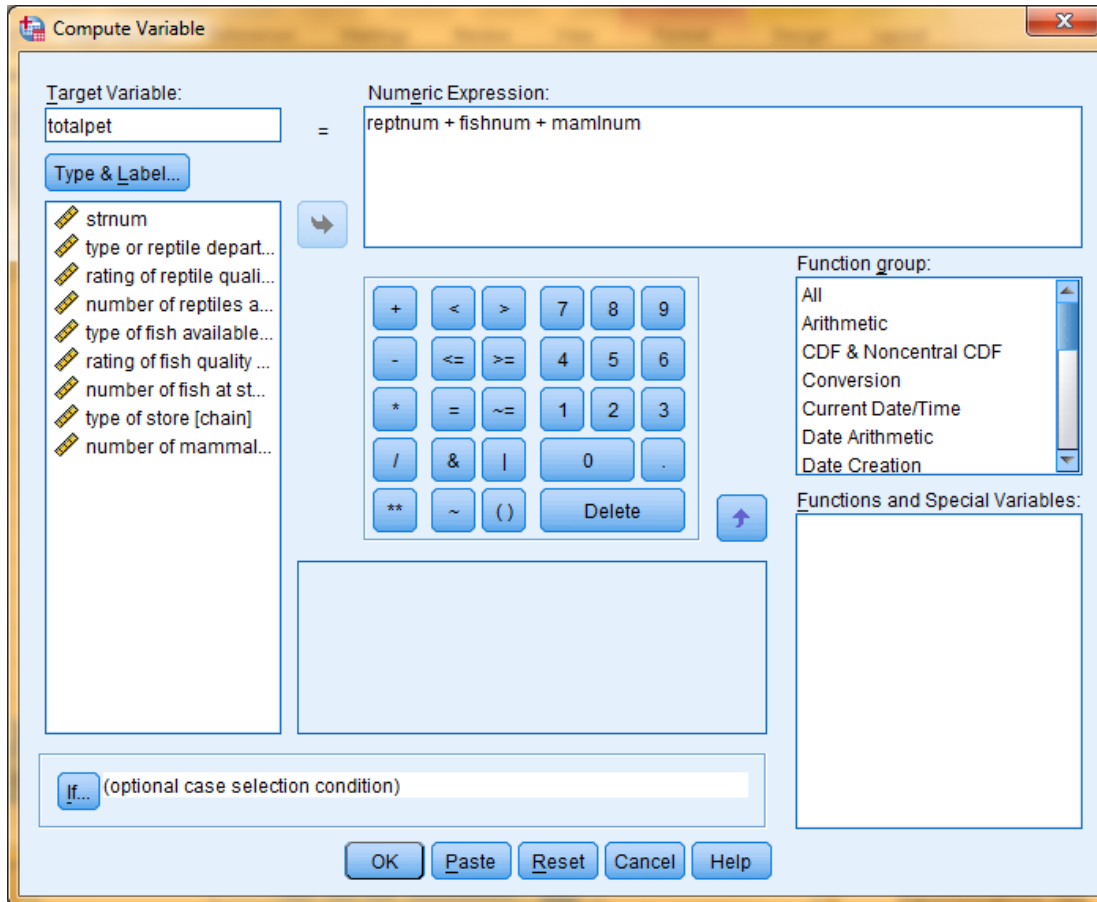 Compute Variable
Target Variable:
totalpet
=
Numeric Expression:
reptnum + fishnum + mamlnum
Type & Label...
strnum
type or reptile depart...
rating of reptile quali...
number of reptiles a...
type of fish available...
rating of fish quality ...
number of fish at st...
type of store [chain]
number of mammal...
+ < > 7 8 9
- <= >= 4 5 6
* = ~= 1 2 3
/ & | 0 .
** ~ ( ) Delete
Function group:
All
Arithmetic
CDF & Noncentral CDF
Conversion
Current Date/Time
Date Arithmetic
Date Creation
Functions and Special Variables:
If... (optional case selection condition)
OK Paste Reset Cancel Help